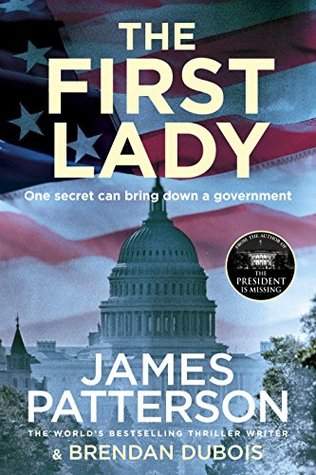 THE
FIRST
LADY
One secret can bring down a government
FROM THE AUTHOR OF
THE
PRESIDENT
IS MISSING
JAMES
PATTERSON
THE WORLD'S BESTSELLING THRILLER WRITER
& BRENDAN DUBOIS